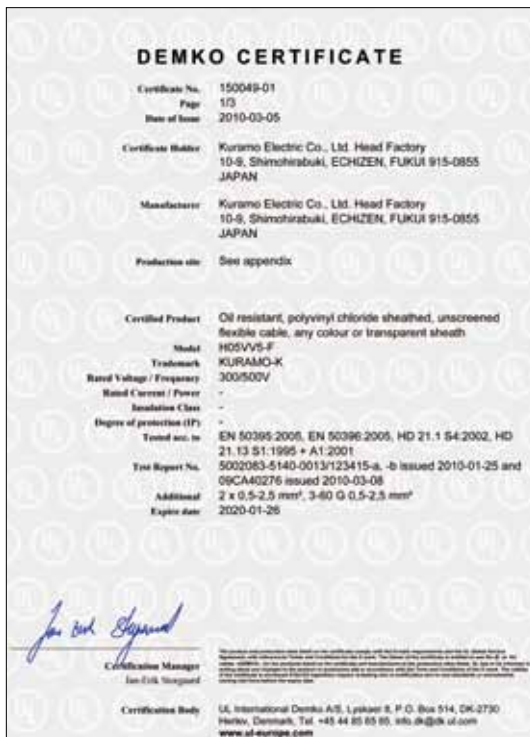 DEMKO CERTIFICATE
Certificate No. 150049-01
Page 1/3
Date of Issue 2010-03-05
Certificate Holder Kuramo Electric Co., Ltd. Head Factory
10-9, Shimohirabuki, ECHIZEN, FUKUI 915-0855
JAPAN
Manufacturer Kuramo Electric Co., Ltd. Head Factory
10-9, Shimohirabuki, ECHIZEN, FUKUI 915-0855
JAPAN
Production site See appendix
Certified Product Oil resistant, polyvinyl chloride sheathed, unscreened
flexible cable, any colour or transparent sheath
Model H05VV5-F
Trademark KURAMO-K
Rated Voltage / Frequency 300/500V
Rated Current / Power -
Insulation Class -
Degree of protection (IP) -
Tested acc. to EN 50395:2005, EN 50396:2005, HD 21.1 S4:2002, HD
21.13 S1:1995 + A1:2001
Test Report No. 5002083-5140-0013/123415-a, -b issued 2010-01-25 and
09CA40276 issued 2010-03-08
Additional 2 x 0,5-2,5 mm², 3-60 G 0,5-2,5 mm²
Expire date 2020-01-26
Certification Manager
Jan-Erik Storgaard
Certification Body UL International Demko A/S, Lyskaer 8, P.O. Box 514, DK-2730
Herlev, Denmark, Tel. +45 44 85 65 65, info.dk@dk.ul.com
www.ul-europe.com